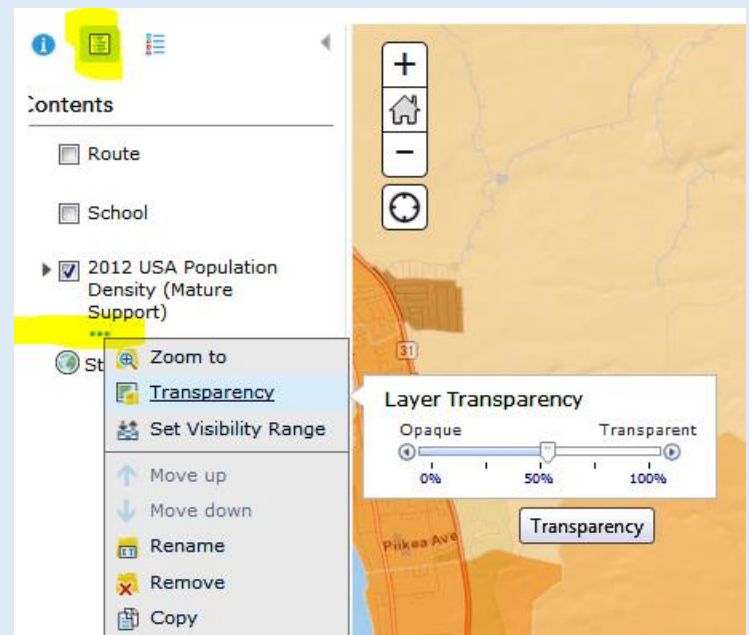 Contents
Route
School
2012 USA Population
Density (Mature
Support)
St
Zoom to
Transparency
Set Visibility Range
Move up
Move down
Rename
Remove
Copy
Layer Transparency
Opaque Transparent
0% 50% 100%
Transparency
31
Piikea Ave